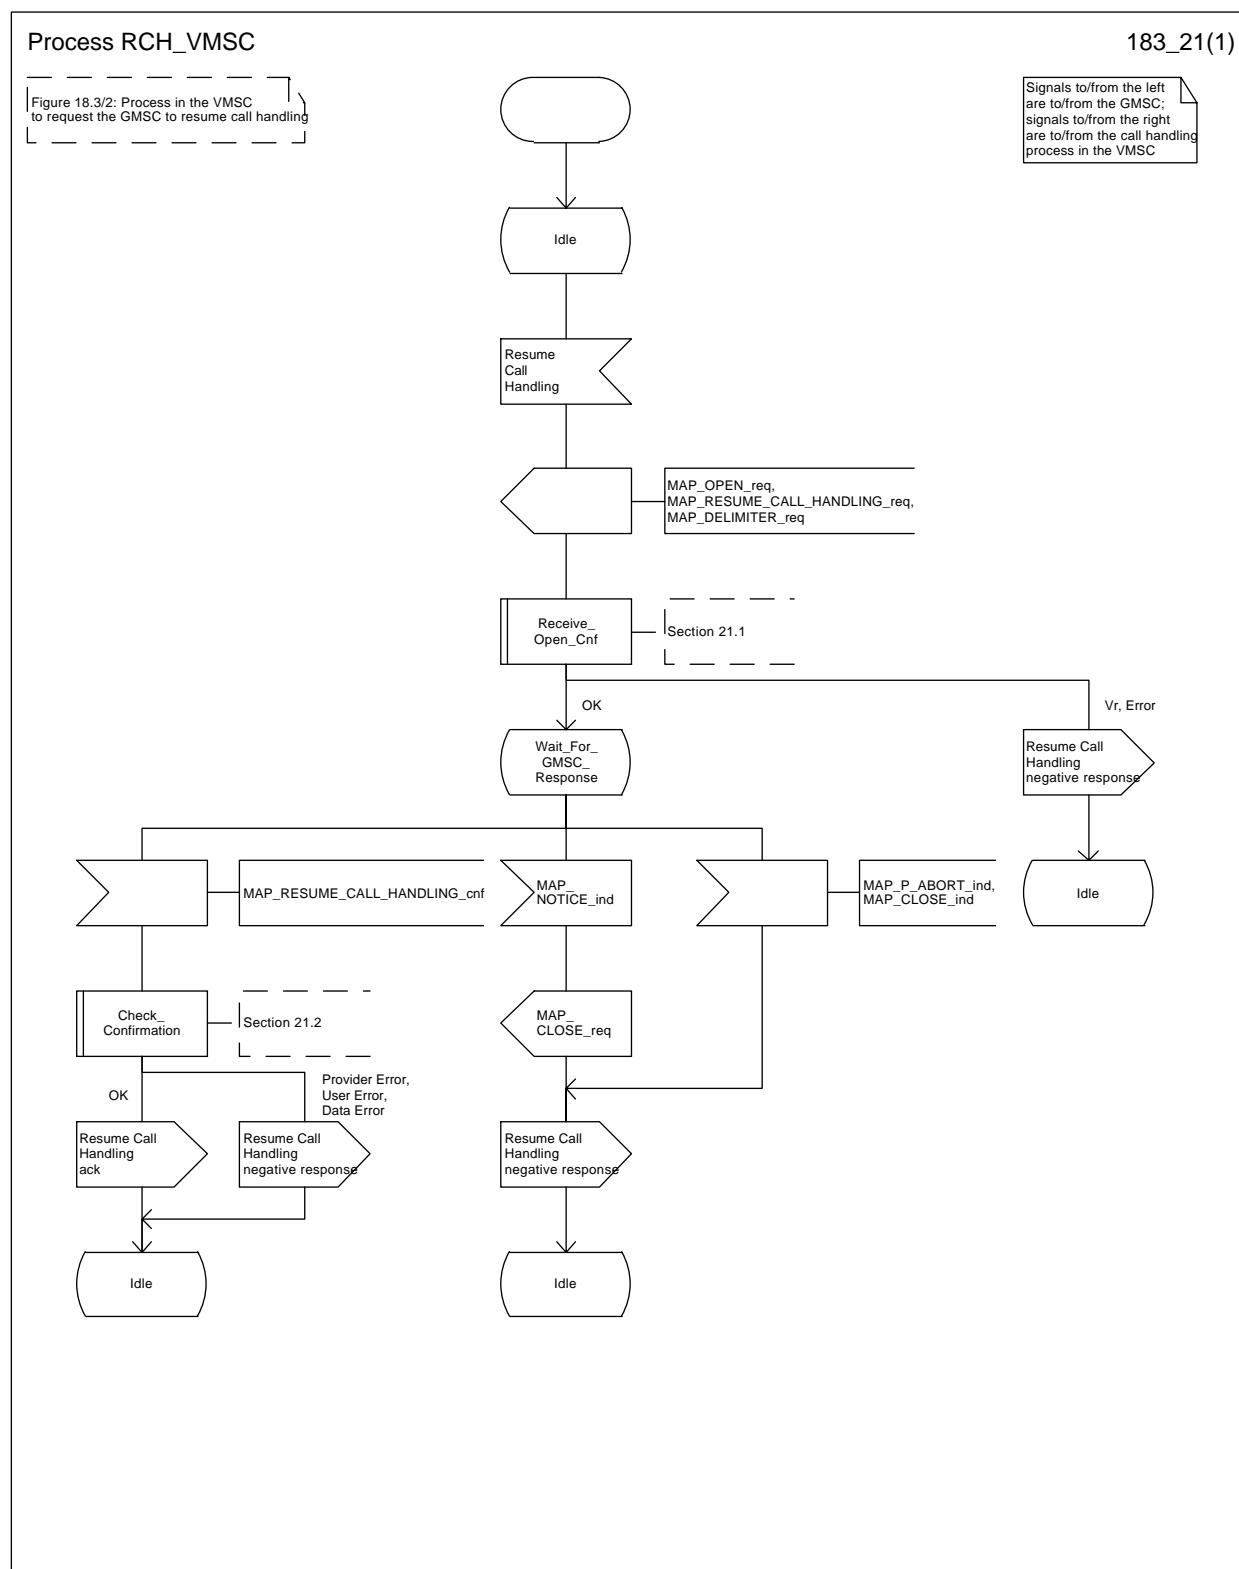 Process RCH_VMSC
183_21(1)
Figure 18.3/2: Process in the VMSC
to request the GMSC to resume call handling
Signals to/from the left
are to/from the GMSC;
signals to/from the right
are to/from the call handling
process in the VMSC
Idle
Resume
Call
Handling
MAP_OPEN_req,
MAP_RESUME_CALL_HANDLING_req,
MAP_DELIMITER_req
Receive_
Open_Cnf
Section 21.1
OK
Vr, Error
Wait_For_
GMSC_
Response
Resume Call
Handling
negative response
MAP_RESUME_CALL_HANDLING_cnf
MAP_
NOTICE_ind
MAP_P_ABORT_ind,
MAP_CLOSE_ind
Idle
Check_
Confirmation
Section 21.2
MAP_
CLOSE_req
OK
Provider Error,
User Error,
Data Error
Resume Call
Handling
ack
Resume Call
Handling
negative response
Resume Call
Handling
negative response
Idle
Idle